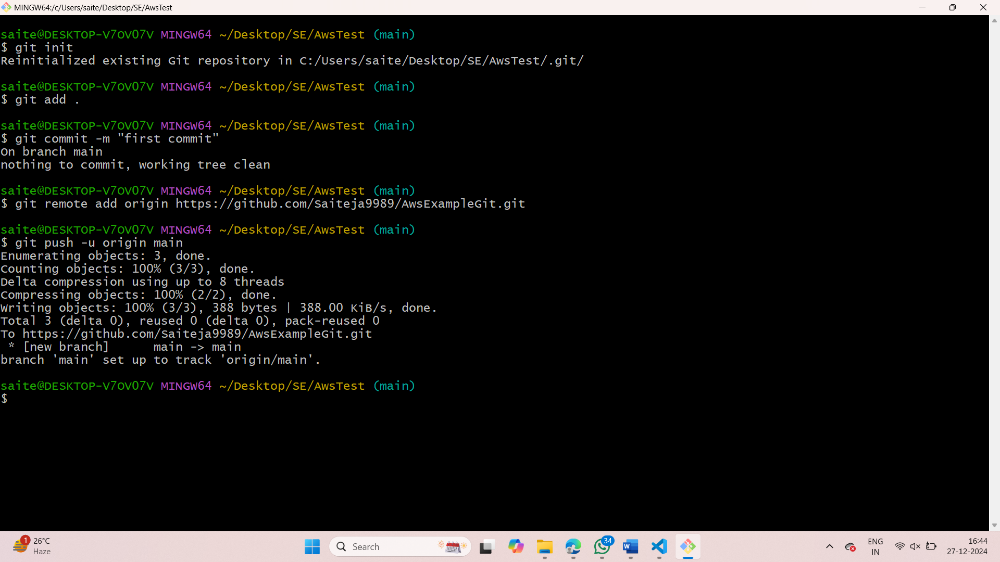 MINGW64:/c/Users/saite/Desktop/SE/AwsTest
saite@DESKTOP-V7OVO7V MINGW64 ~/Desktop/SE/AwsTest (main)
$ git init
Reinitialized existing Git repository in C:/Users/saite/Desktop/SE/AwsTest/.git/
saite@DESKTOP-V7OVO7V MINGW64 ~/Desktop/SE/AwsTest (main)
$ git add .
saite@DESKTOP-V7OVO7V MINGW64 ~/Desktop/SE/AwsTest (main)
$ git commit -m "first commit"
On branch main
nothing to commit, working tree clean
saite@DESKTOP-V7OVO7V MINGW64 ~/Desktop/SE/AwsTest (main)
$ git remote add origin https://github.com/Saiteja9989/AwsExampleGit.git
saite@DESKTOP-V7OVO7V MINGW64 ~/Desktop/SE/AwsTest (main)
$ git push -u origin main
Enumerating objects: 3, done.
Counting objects: 100% (3/3), done.
Delta compression using up to 8 threads
Compressing objects: 100% (2/2), done.
Writing objects: 100% (3/3), 388 bytes | 388.00 KiB/s, done.
Total 3 (delta 0), reused 0 (delta 0), pack-reused 0
To https://github.com/Saiteja9989/AwsExampleGit.git
 * [new branch]      main -> main
branch 'main' set up to track 'origin/main'.
saite@DESKTOP-V7OVO7V MINGW64 ~/Desktop/SE/AwsTest (main)
$
1
26°C
Haze
Search
34
ENG
IN
16:44
27-12-2024